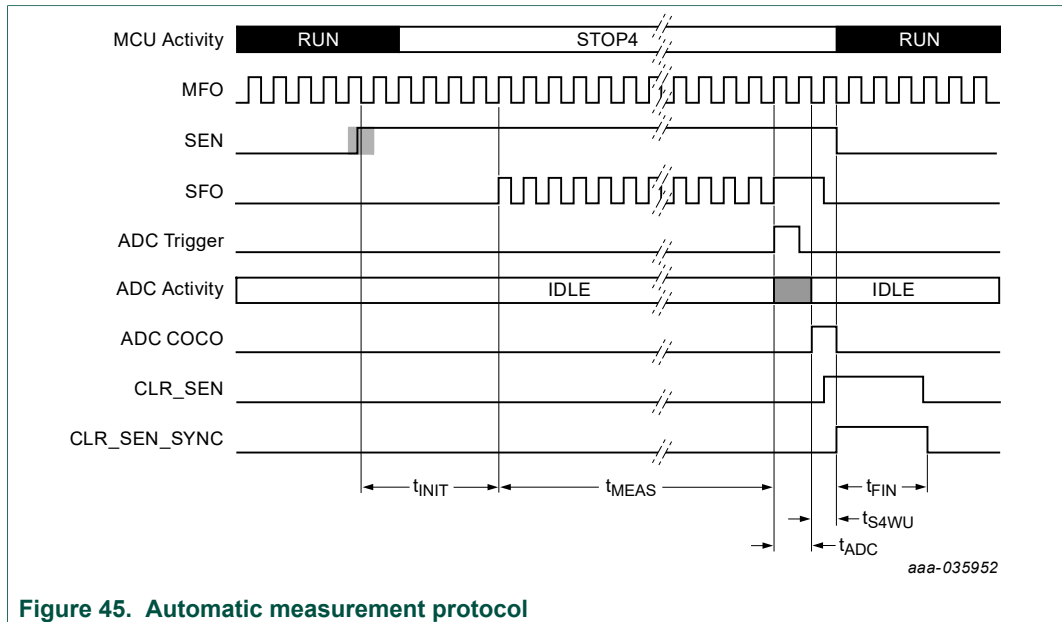 MCU Activity RUN STOP4 RUN
MFO
SEN
SFO
ADC Trigger
ADC Activity IDLE IDLE
ADC COCO
CLR_SEN
CLR_SEN_SYNC
tINIT tMEAS tFIN
tS4WU
tADC
aaa-035952
Figure 45. Automatic measurement protocol